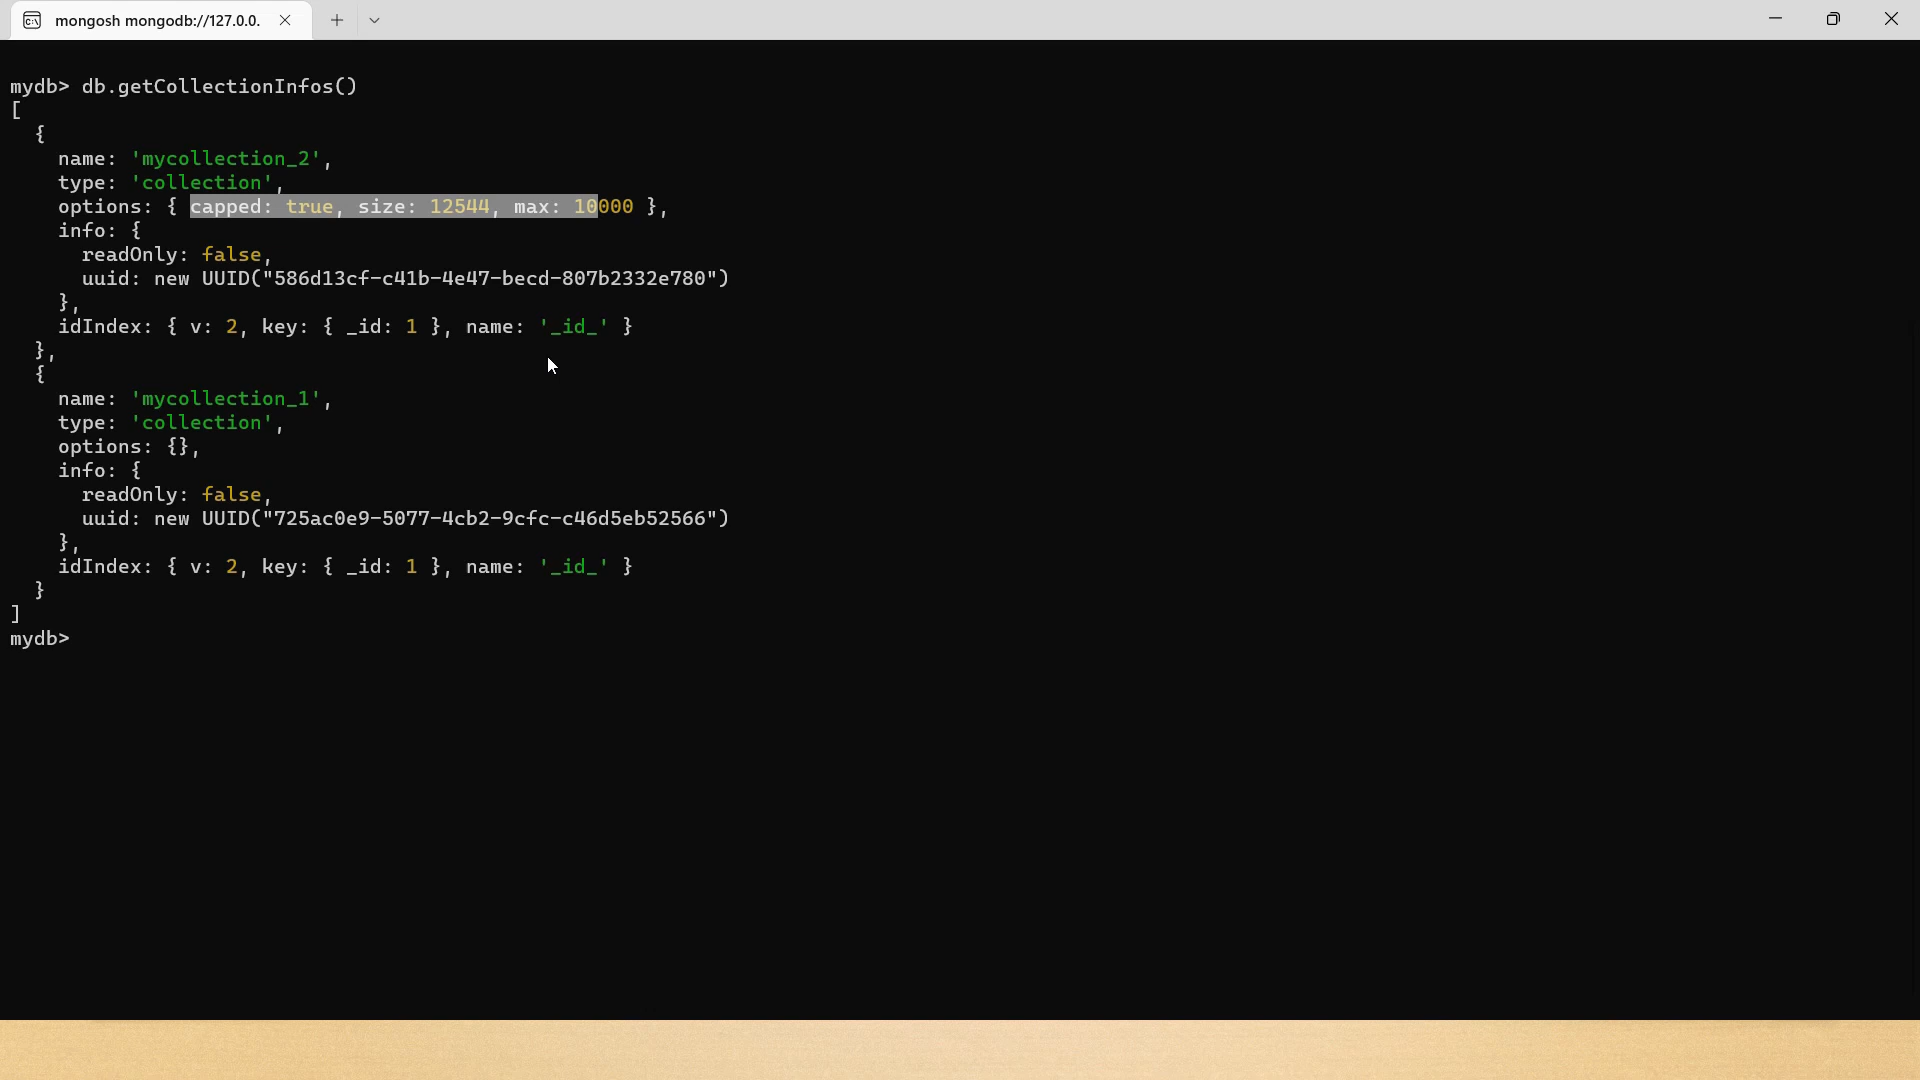 mongosh mongodb://127.0.0.
mydb> db.getCollectionInfos()
[
  {
    name: 'mycollection_2',
    type: 'collection',
    options: { capped: true, size: 12544, max: 10000 },
    info: {
      readOnly: false,
      uuid: new UUID("586d13cf-c41b-4e47-becd-807b2332e780")
    },
    idIndex: { v: 2, key: { _id: 1 }, name: '_id_' }
  },
  {
    name: 'mycollection_1',
    type: 'collection',
    options: {},
    info: {
      readOnly: false,
      uuid: new UUID("725ac0e9-5077-4cb2-9cfc-c46d5eb52566")
    },
    idIndex: { v: 2, key: { _id: 1 }, name: '_id_' }
  }
]
mydb>